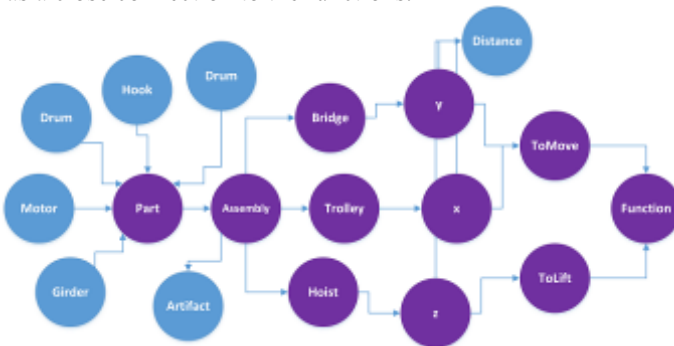 Distance
Drum
Hook
Drum
Bridge
y
ToMove
Motor
Part
Assembly
Trolley
x
Function
Girder
Artifact
Hoist
z
ToLift